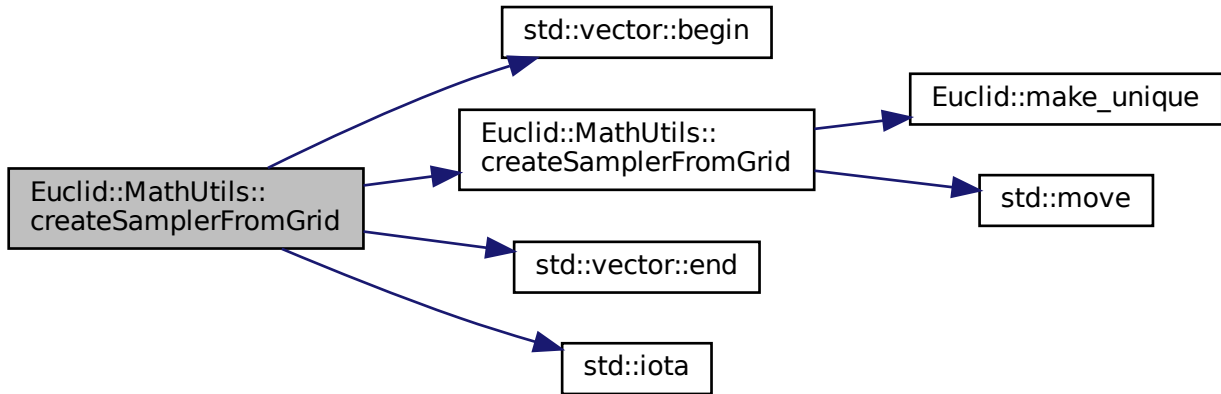 Euclid::MathUtils::
createSamplerFromGrid
std::vector::begin
Euclid::MathUtils::
createSamplerFromGrid
Euclid::make_unique
std::move
std::vector::end
std::iota